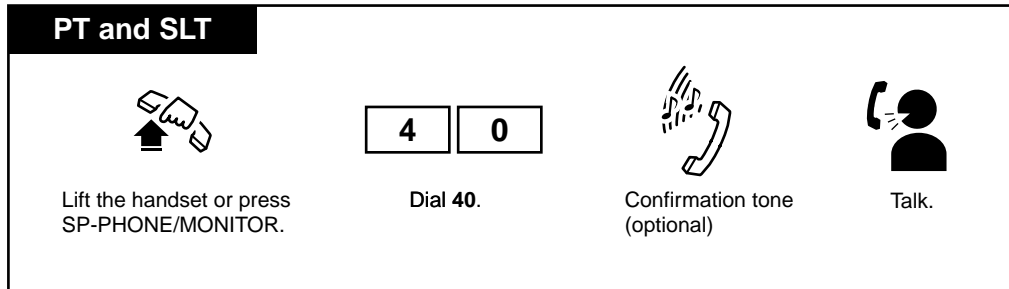 PT and SLT
4 0
Lift the handset or press
SP-PHONE/MONITOR.
Dial 40.
Confirmation tone
(optional)
Talk.